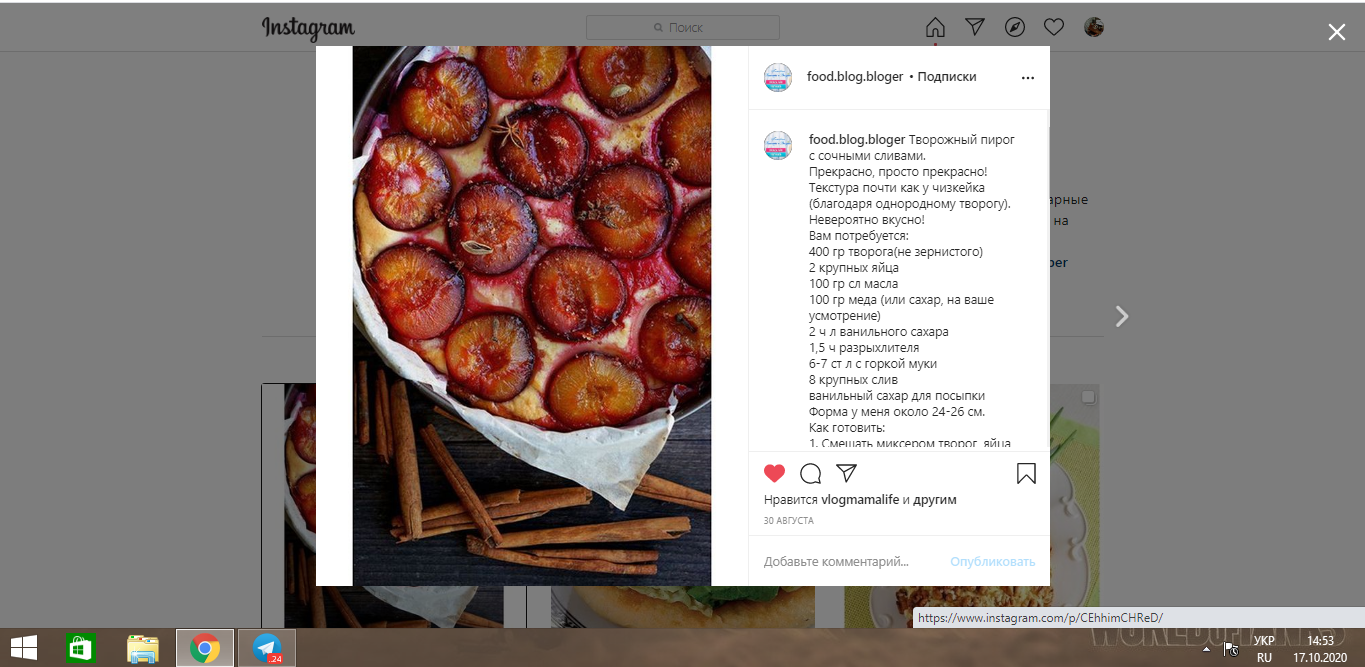 Instagram
Поиск
food.blog.bloger • Подписки
food.blog.bloger Творожный пирог
с сочными сливами.
Прекрасно, просто прекрасно!
Текстура почти как у чизкейка
(благодаря однородному творогу).
Невероятно вкусно!
Вам потребуется:
400 гр творога(не зернистого)
2 крупных яйца
100 гр сл масла
100 гр меда (или сахар, на ваше
усмотрение)
2 ч л ванильного сахара
1,5 ч разрыхлителя
6-7 ст л с горкой муки
8 крупных слив
ванильный сахар для посыпки
Форма у меня около 24-26 см.
Как готовить:
1. Смешать миксером творог, яйца
на
Нравится vlogmamalife и другим
30 АВГУСТА
Добавьте комментарий...
Опубликовать
https://www.instagram.com/p/CEhhimCHReD/
24
УКР
RU
14:53
17.10.2020